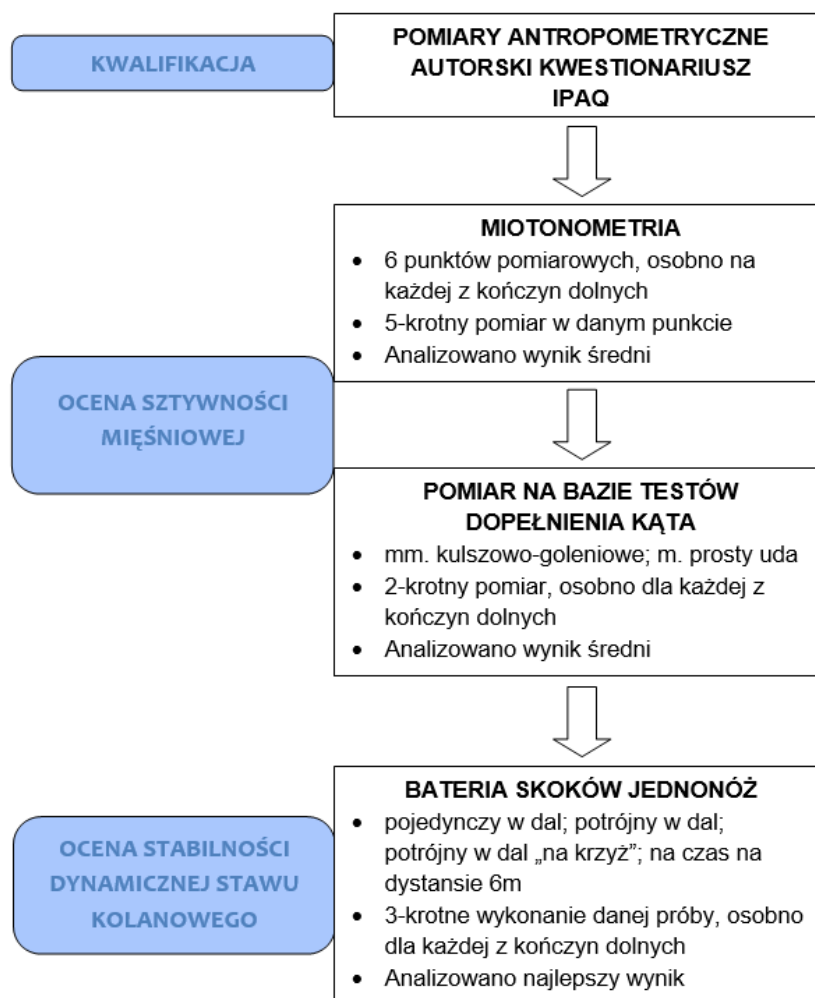 KWALIFIKACJA
POMIARY ANTROPOMETRYCZNE
AUTORSKI KWESTIONARIUSZ
IPAQ
OCENA SZTYWNOŚCI
MIĘŚNIOWEJ
MIOTONOMETRIA
• 6 punktów pomiarowych, osobno na
każdej z kończyn dolnych
• 5-krotny pomiar w danym punkcie
• Analizowano wynik średni
POMIAR NA BAZIE TESTÓW
DOPEŁNIENIA KĄTA
• mm. kulszowo-goleniowe; m. prosty uda
• 2-krotny pomiar, osobno dla każdej z
kończyn dolnych
• Analizowano wynik średni
OCENA STABILNOŚCI
DYNAMICZNEJ STAWU
KOLANOWEGO
BATERIA SKOKÓW JEDNONÓŻ
• pojedynczy w dal; potrójny w dal;
potrójny w dal „na krzyż”; na czas na
dystansie 6m
• 3-krotne wykonanie danej próby, osobno
dla każdej z kończyn dolnych
• Analizowano najlepszy wynik